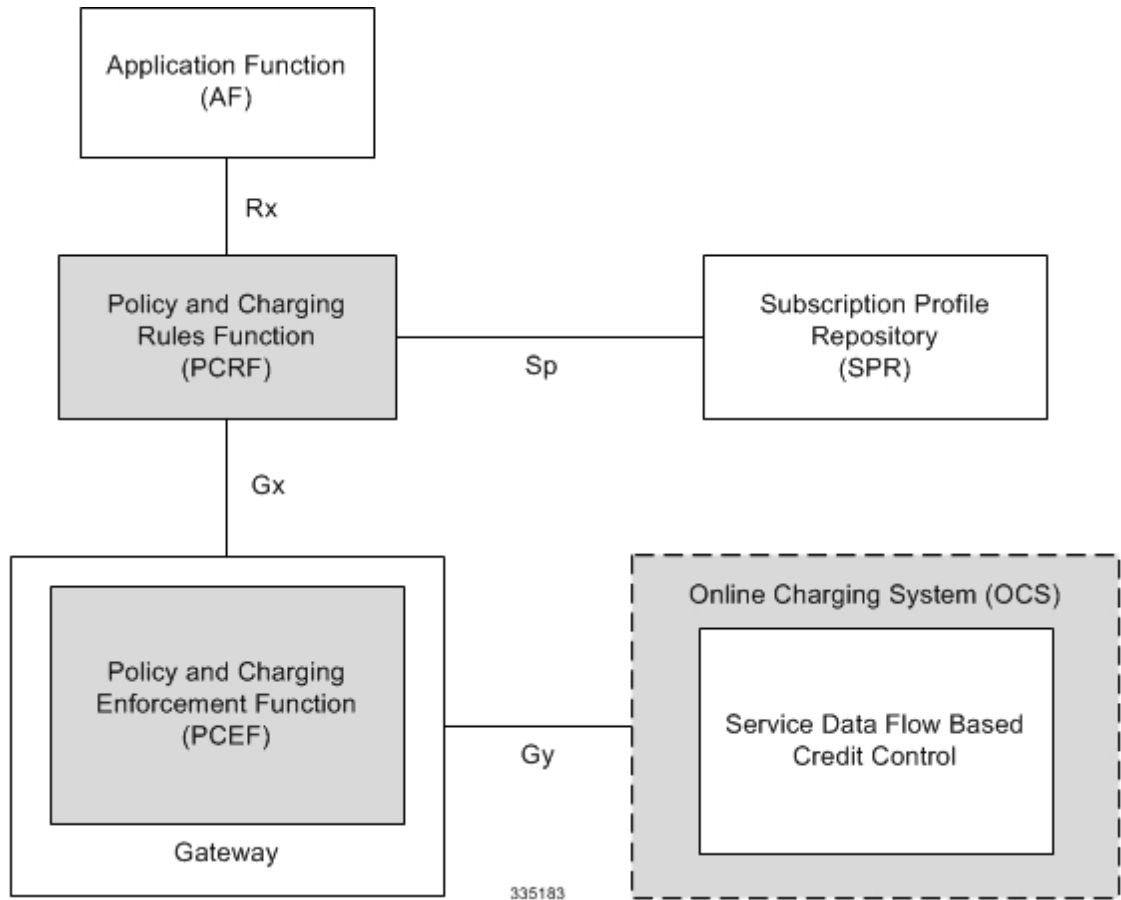 Application Function
(AF)
Rx
Policy and Charging
Rules Function
(PCRF)
Sp
Subscription Profile
Repository
(SPR)
Gx
Policy and Charging
Enforcement Function
(PCEF)
Gateway
Gy
Online Charging System (OCS)
Service Data Flow Based
Credit Control
335183